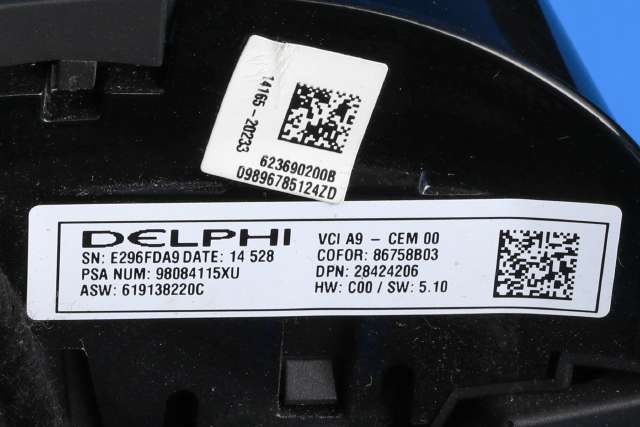 14165 - 20233
623690200B
09896785124ZD
DELPHI
VCI A9 - CEM 00
SN: E296FDA9 DATE: 14 528
COFOR: 86758B03
PSA NUM: 98084115XU
DPN: 28424206
ASW: 619138220C
HW: C00 / SW: 5.10